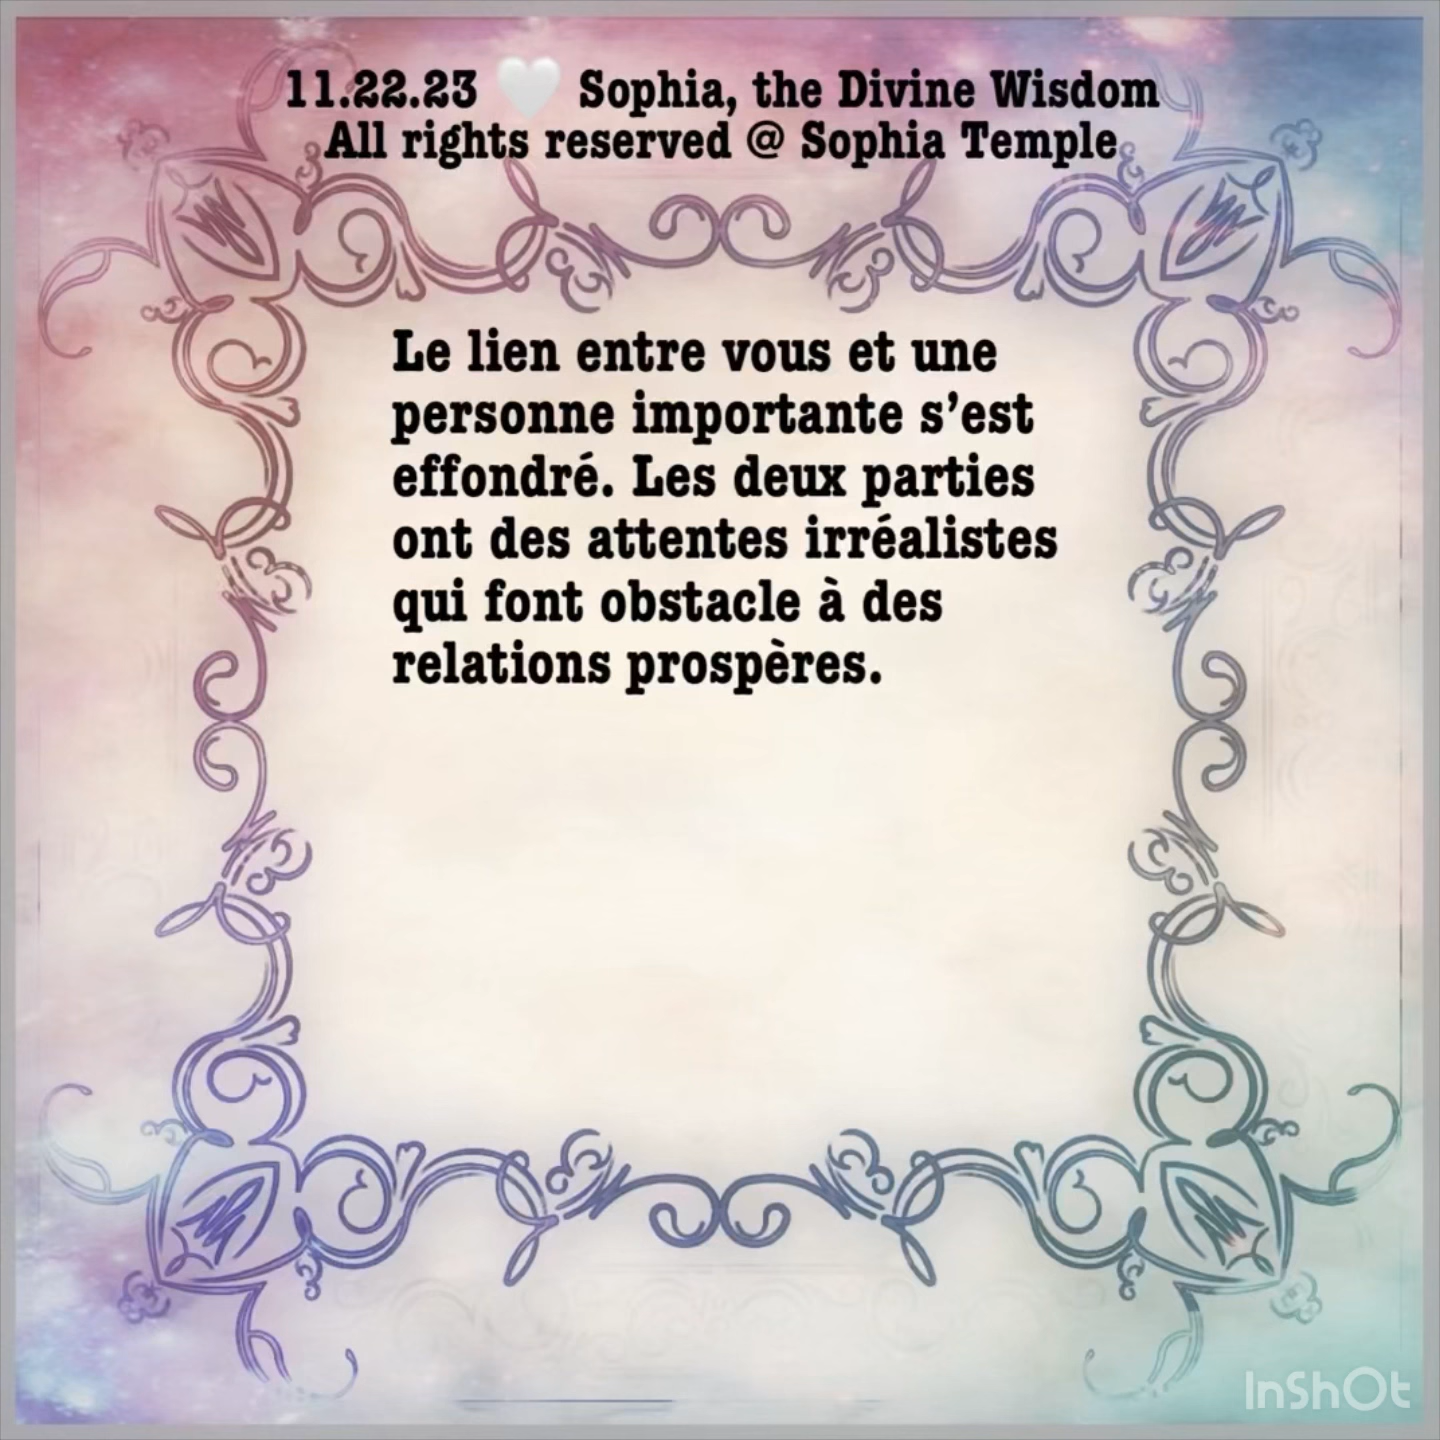 11.22.23 🤍 Sophia, the Divine Wisdom
All rights reserved @ Sophia Temple
Le lien entre vous et une
personne importante s’est
effondré. Les deux parties
ont des attentes irréalistes
qui font obstacle à des
relations prospères.
InShOt